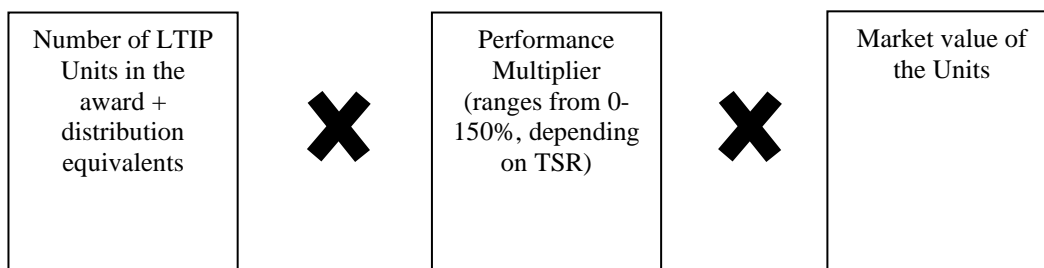 Number of LTIP
Units in the
award +
distribution
equivalents
Performance
Multiplier
(ranges from 0-
150%, depending
on TSR)
Market value of
the Units